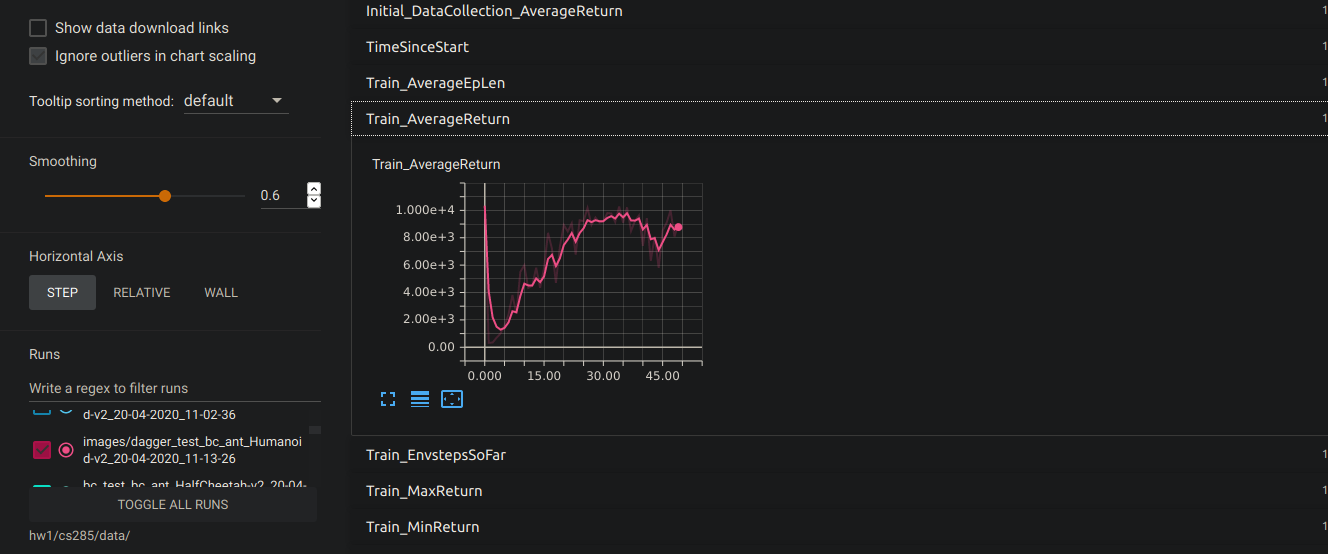 Show data download links
Ignore outliers in chart scaling
Tooltip sorting method: default
Smoothing
0.6
Horizontal Axis
STEP RELATIVE WALL
Runs
Write a regex to filter runs
d-v2_20-04-2020_11-02-36
images/dagger_test_bc_ant_Humanoi
d-v2_20-04-2020_11-13-26
bc_test_bc_ant_HalfCheetah-v2_20-04-
TOGGLE ALL RUNS
hw1/cs285/data/
Initial_DataCollection_AverageReturn 1
TimeSinceStart 1
Train_AverageEpLen 1
Train_AverageReturn 1
Train_AverageReturn
1.000e+4
8.00e+3
6.00e+3
4.00e+3
2.00e+3
0.00
0.000 15.00 30.00 45.00
Train_EnvstepsSoFar 1
Train_MaxReturn 1
Train_MinReturn 1